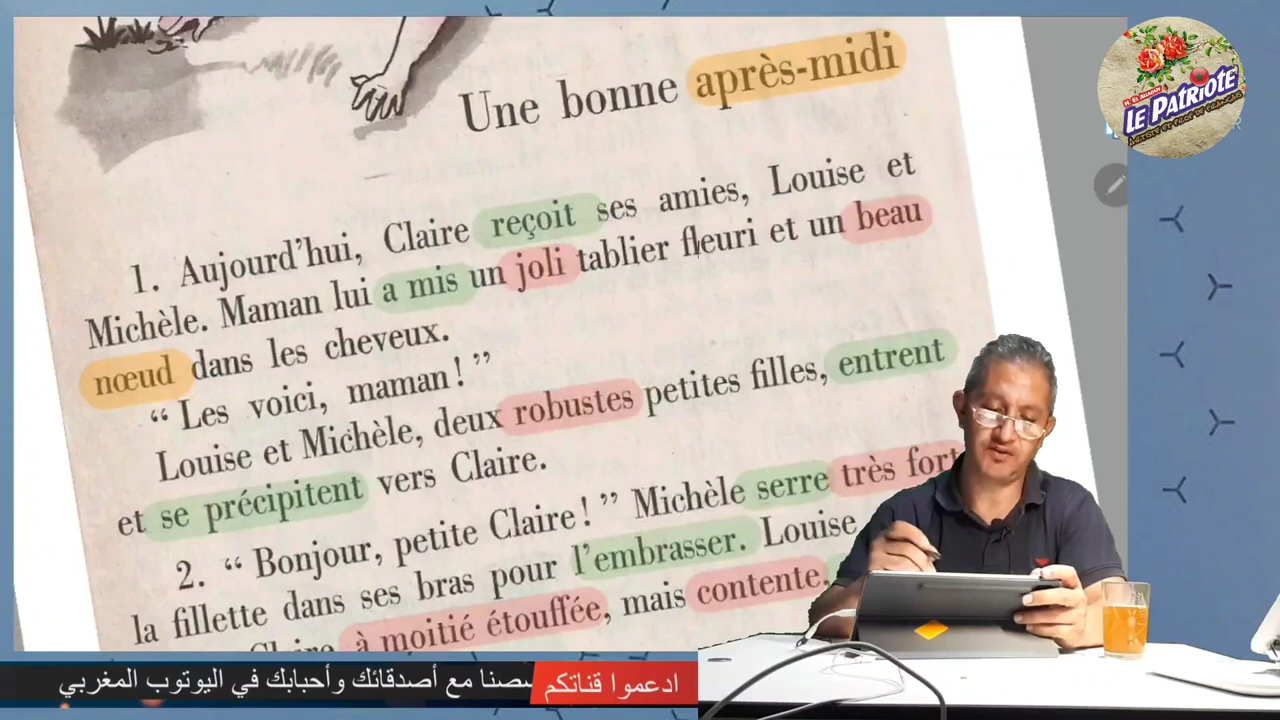 Une bonne après-midi
1. Aujourd'hui, Claire reçoit ses amies, Louise et
Michèle. Maman lui a mis un joli tablier fleuri et un beau
nœud dans les cheveux.
“ Les voici, maman ! ”
Louise et Michèle, deux robustes petites filles, entrent
et se précipitent vers Claire.
2. “ Bonjour, petite Claire ! ” Michèle serre très fort
la fillette dans ses bras pour l'embrasser. Louise
Claire à moitié étouffée, mais contente.
LE PATRIOTE
ادعموا قناتكم
مع أصدقائك وأحبابك في اليوتوب المغربي